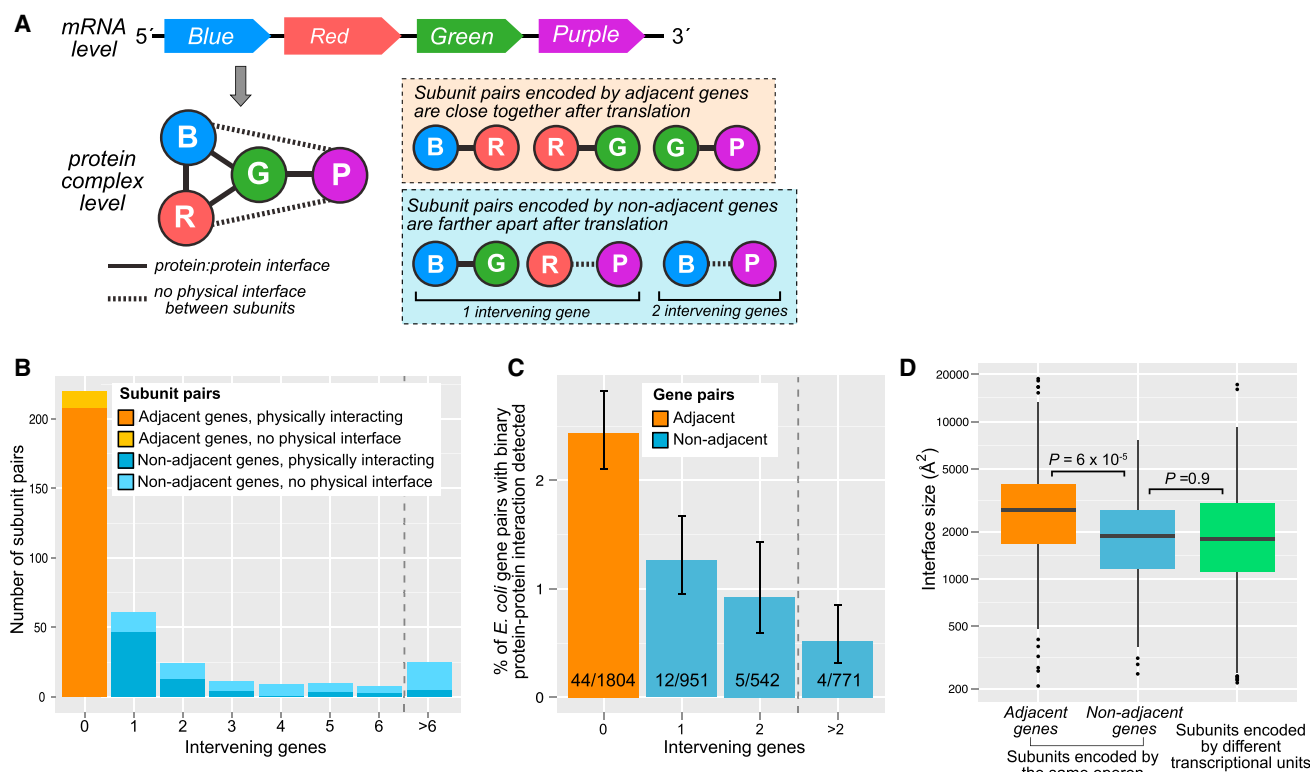 A
mRNA
level
5´
Blue
Red
Green
Purple
3´
protein
complex
level
B
G
P
R
protein:protein interface
no physical interface
between subunits
Subunit pairs encoded by adjacent genes
are close together after translation
B R R G G P
Subunit pairs encoded by non-adjacent genes
are farther apart after translation
B G R P B P
1 intervening gene
2 intervening genes
B
Number of subunit pairs
200
150
100
50
0
Subunit pairs
Adjacent genes, physically interacting
Adjacent genes, no physical interface
Non-adjacent genes, physically interacting
Non-adjacent genes, no physical interface
0 1 2 3 4 5 6 >6
Intervening genes
C
% of E. coli gene pairs with binary
protein-protein interaction detected
2
1
0
Gene pairs
Adjacent
Non-adjacent
44/1804 12/951 5/542 4/771
0 1 2 >2
Intervening genes
D
Interface size (Å²)
20000
10000
5000
2000
1000
500
200
P = 6 x 10⁻⁵
P =0.9
Adjacent
genes
Non-adjacent
genes
Subunits encoded by
the same operon
Subunits encoded
by different
transcriptional units